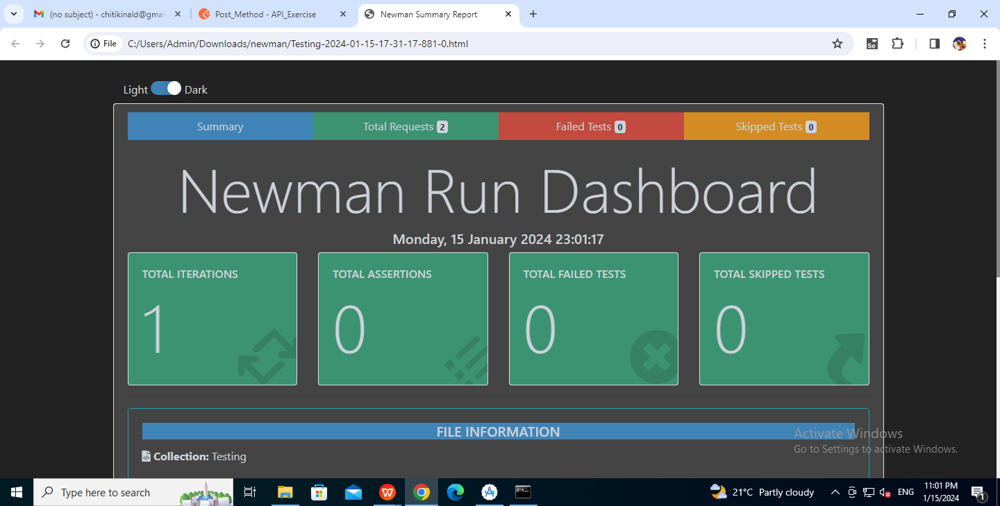 (no subject) - chitikinald@gmai
Post_Method - API_Exercise
Newman Summary Report
File
C:/Users/Admin/Downloads/newman/Testing-2024-01-15-17-31-17-881-0.html
Se
Light Dark
Summary
Total Requests 2
Failed Tests 0
Skipped Tests 0
Newman Run Dashboard
Monday, 15 January 2024 23:01:17
TOTAL ITERATIONS
TOTAL ASSERTIONS
TOTAL FAILED TESTS
TOTAL SKIPPED TESTS
1
0
0
0
FILE INFORMATION
Collection: Testing
Activate Windows
Go to Settings to activate Windows.
Type here to search
21°C Partly cloudy
ENG
11:01 PM
1/15/2024
1